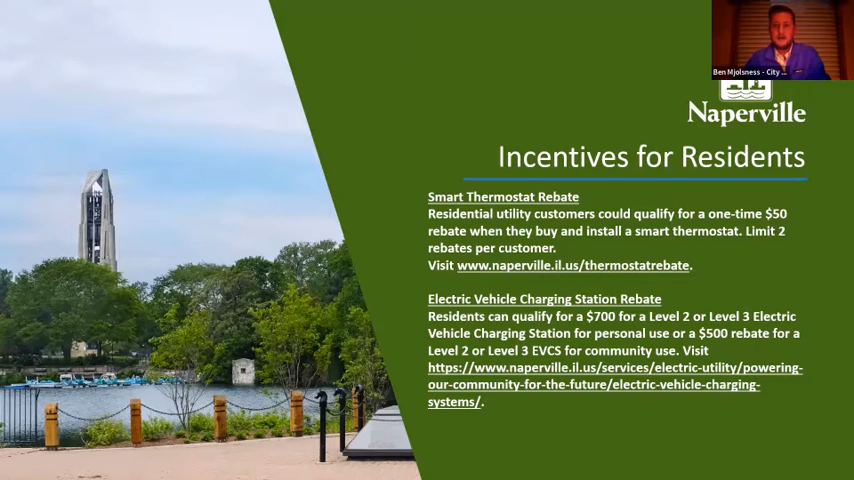 Ben Mjolsness - City ...
Naperville
Incentives for Residents
Smart Thermostat Rebate
Residential utility customers could qualify for a one-time $50
rebate when they buy and install a smart thermostat. Limit 2
rebates per customer.
Visit www.naperville.il.us/thermostatrebate.
Electric Vehicle Charging Station Rebate
Residents can qualify for a $700 for a Level 2 or Level 3 Electric
Vehicle Charging Station for personal use or a $500 rebate for a
Level 2 or Level 3 EVCS for community use. Visit
https://www.naperville.il.us/services/electric-utility/powering-
our-community-for-the-future/electric-vehicle-charging-
systems/.